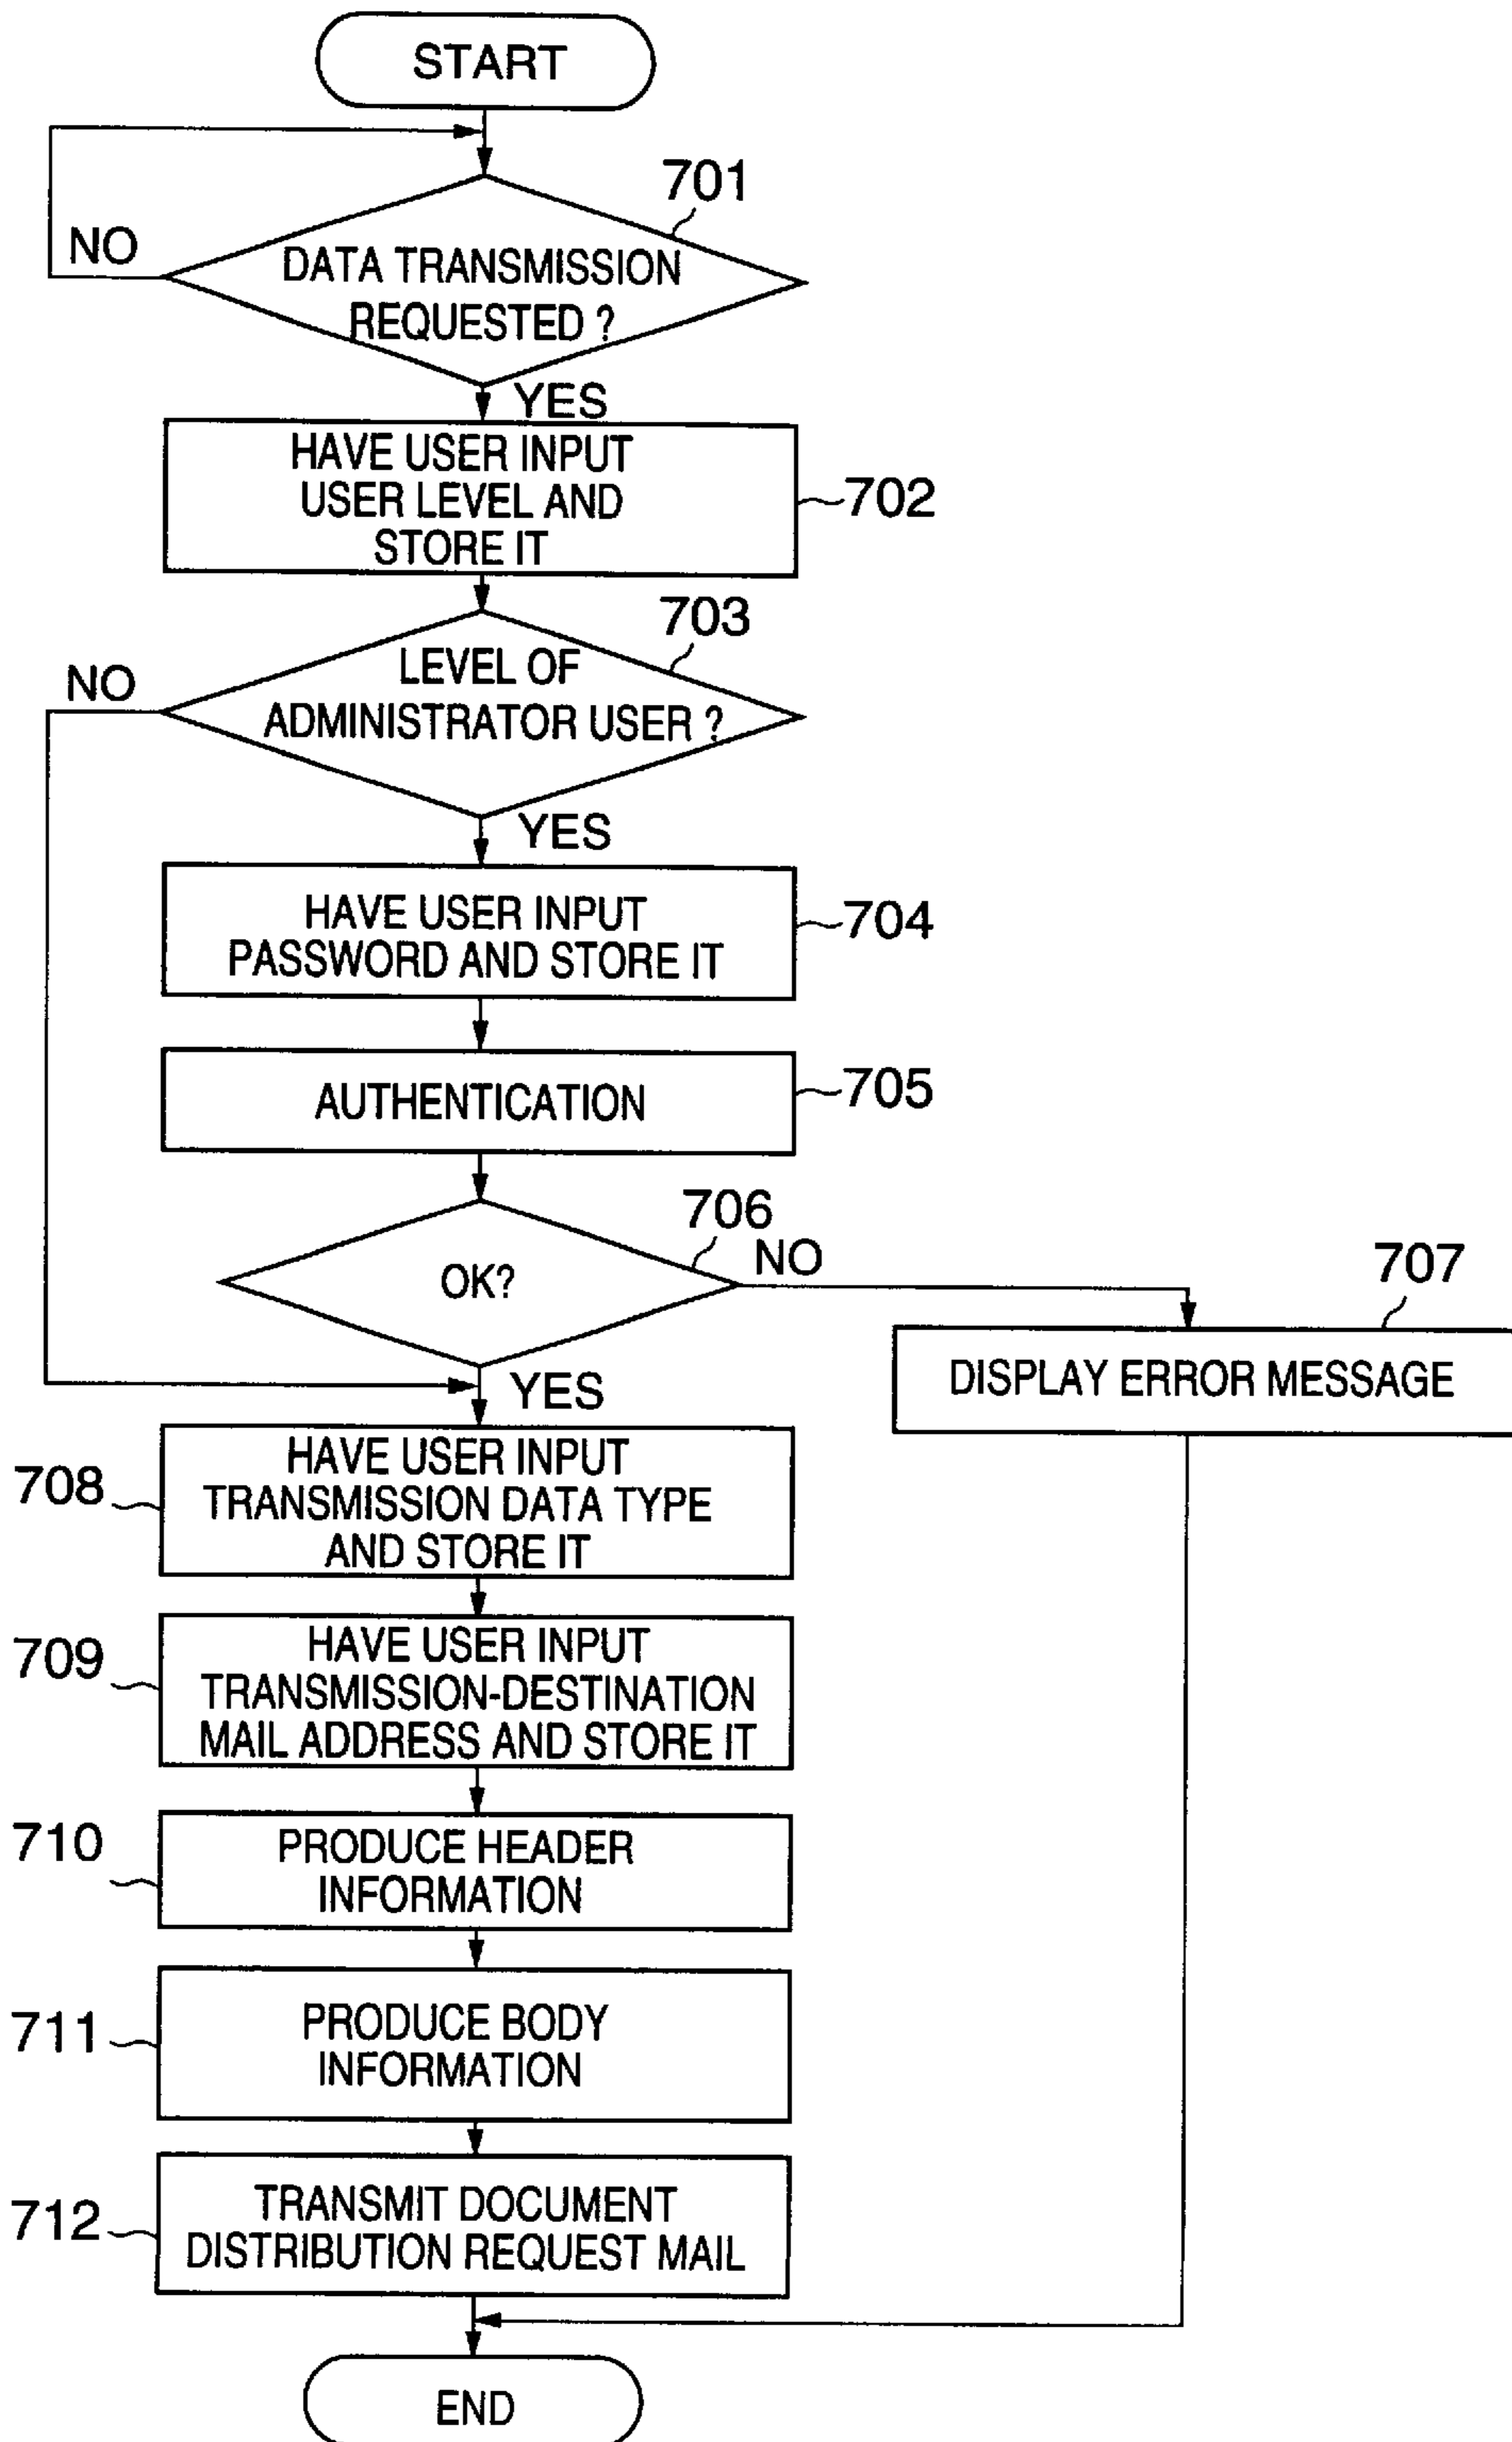 START
701
NO
DATA TRANSMISSION
REQUESTED ?
YES
HAVE USER INPUT
USER LEVEL AND
STORE IT
702
703
NO
LEVEL OF
ADMINISTRATOR USER ?
YES
HAVE USER INPUT
PASSWORD AND STORE IT
704
AUTHENTICATION
705
706
NO
OK?
707
DISPLAY ERROR MESSAGE
YES
708
HAVE USER INPUT
TRANSMISSION DATA TYPE
AND STORE IT
709
HAVE USER INPUT
TRANSMISSION-DESTINATION
MAIL ADDRESS AND STORE IT
710
PRODUCE HEADER
INFORMATION
711
PRODUCE BODY
INFORMATION
712
TRANSMIT DOCUMENT
DISTRIBUTION REQUEST MAIL
END